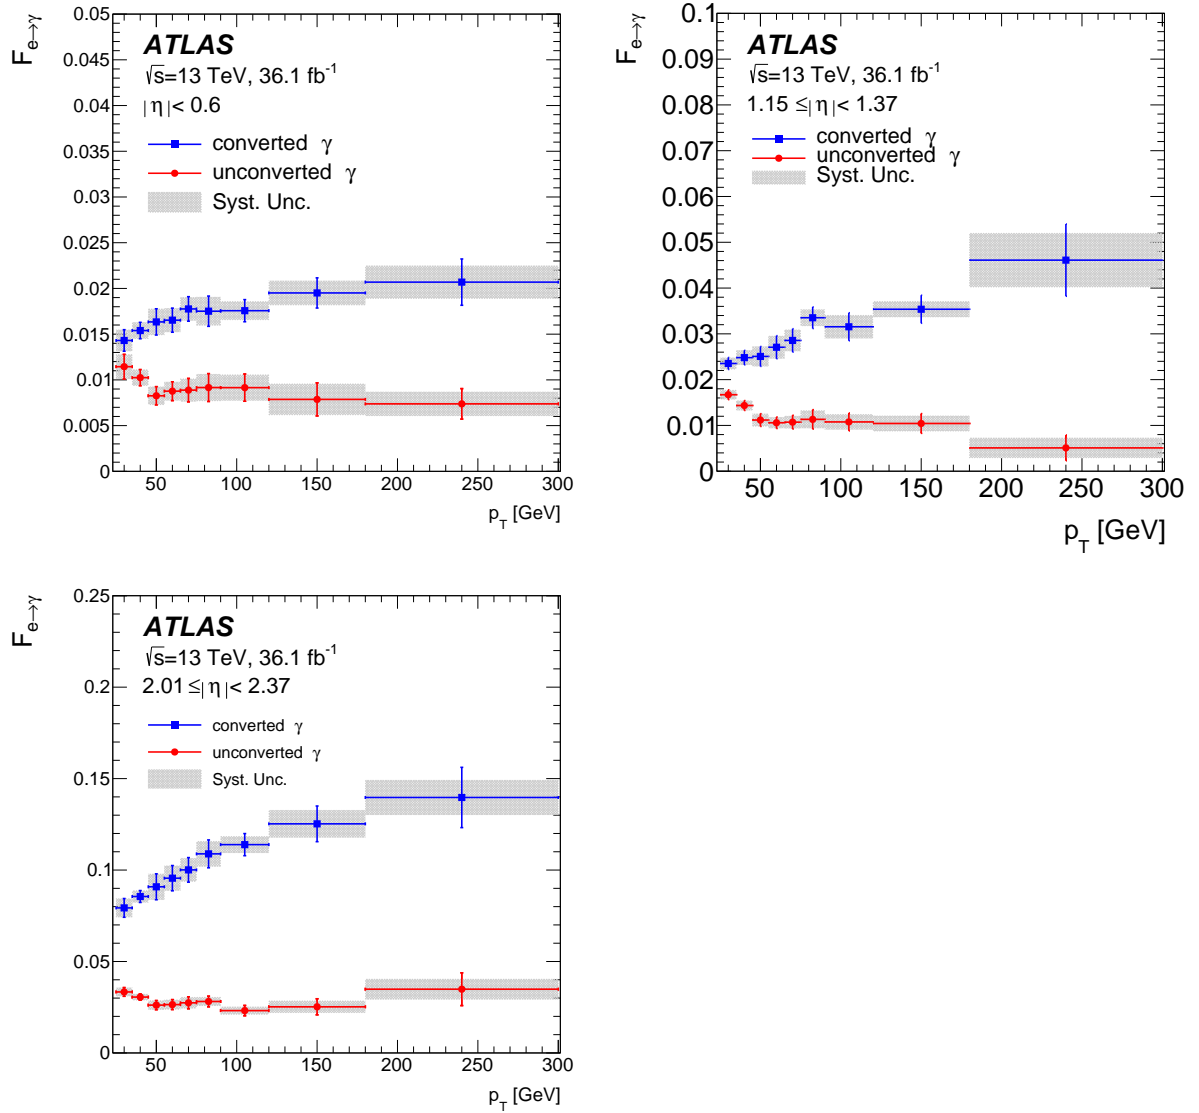 F e→γ
0.05
ATLAS
√s=13 TeV, 36.1 fb-1
|η|< 0.6
converted γ
unconverted γ
Syst. Unc.
0.045
0.04
0.035
0.03
0.025
0.02
0.015
0.01
0.005
0
50 100 150 200 250 300
pT [GeV]
F e→γ
0.1
ATLAS
√s=13 TeV, 36.1 fb-1
1.15 ≤|η|< 1.37
converted γ
unconverted γ
Syst. Unc.
0.09
0.08
0.07
0.06
0.05
0.04
0.03
0.02
0.01
0
50 100 150 200 250 300
pT [GeV]
F e→γ
0.25
ATLAS
√s=13 TeV, 36.1 fb-1
2.01 ≤|η|< 2.37
converted γ
unconverted γ
Syst. Unc.
0.2
0.15
0.1
0.05
0
50 100 150 200 250 300
pT [GeV]